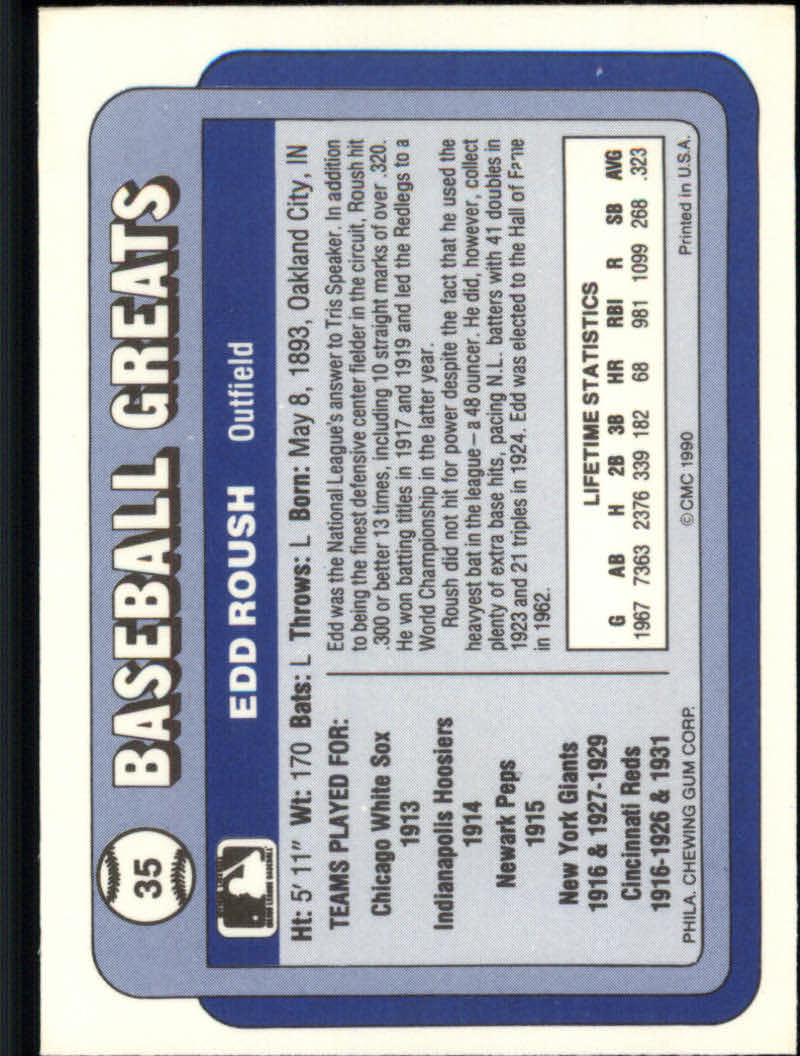 35
BASEBALL GREATS
EDD ROUSH Outfield
Ht: 5' 11" Wt: 170 Bats: L Throws: L Born: May 8, 1893, Oakland City, IN
TEAMS PLAYED FOR:
Chicago White Sox
1913
Indianapolis Hoosiers
1914
Newark Peps
1915
New York Giants
1916 & 1927-1929
Cincinnati Reds
1916-1926 & 1931
Edd was the National League's answer to Tris Speaker. In addition
to being the finest defensive center fielder in the circuit, Roush hit
.300 or better 13 times, including 10 straight marks of over .320.
He won batting titles in 1917 and 1919 and led the Redlegs to a
World Championship in the latter year.
Roush did not hit for power despite the fact that he used the
heavyest bat in the league—a 48 ouncer. He did, however, collect
plenty of extra base hits, pacing N.L. batters with 41 doubles in
1923 and 21 triples in 1924. Edd was elected to the Hall of Fame
in 1962.
LIFETIME STATISTICS
G AB H 2B 3B HR RBI R SB AVG
1967 7363 2376 339 182 68 981 1099 268 .323
PHILA. CHEWING GUM CORP. © CMC 1990 Printed in U.S.A.